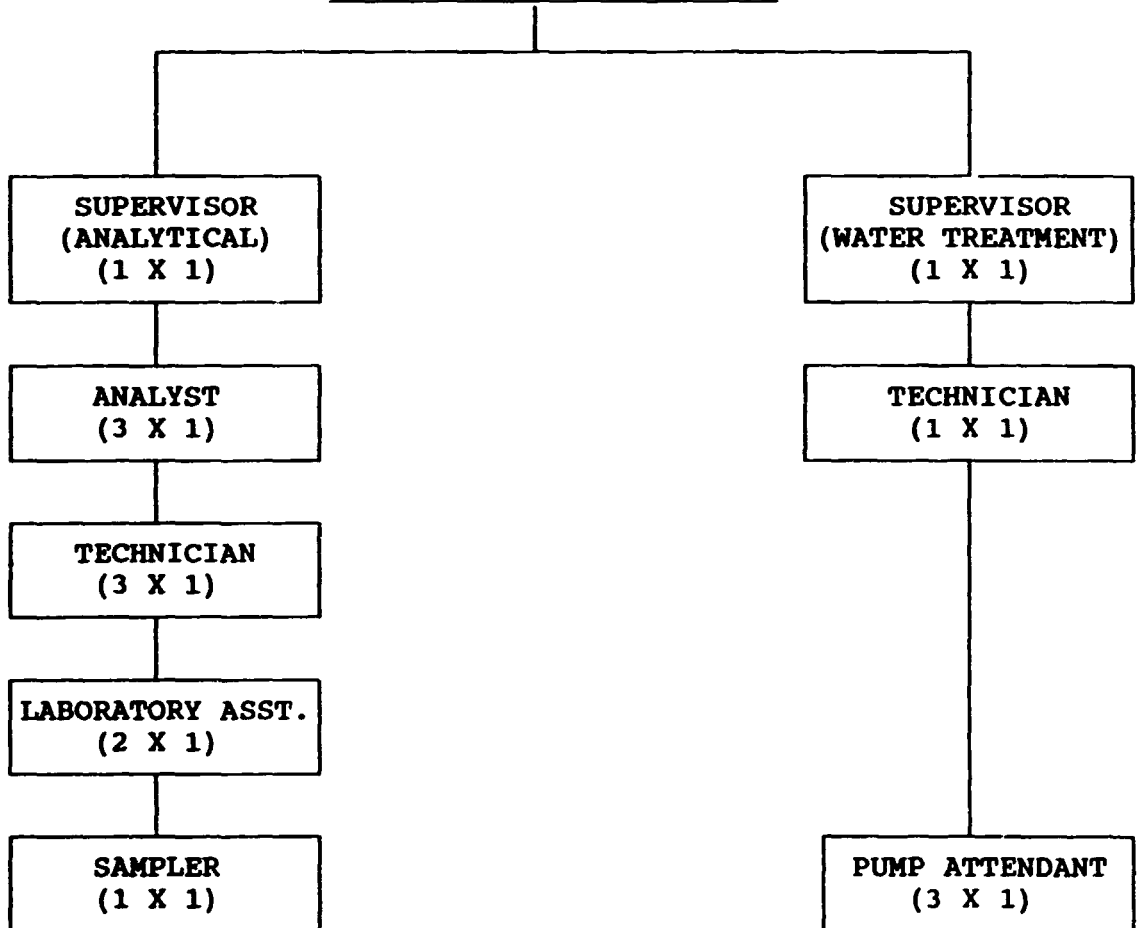 SUPERVISOR
(ANALYTICAL)
(1 X 1)
ANALYST
(3 X 1)
TECHNICIAN
(3 X 1)
LABORATORY ASST.
(2 X 1)
SAMPLER
(1 X 1)
SUPERVISOR
(WATER TREATMENT)
(1 X 1)
TECHNICIAN
(1 X 1)
PUMP ATTENDANT
(3 X 1)